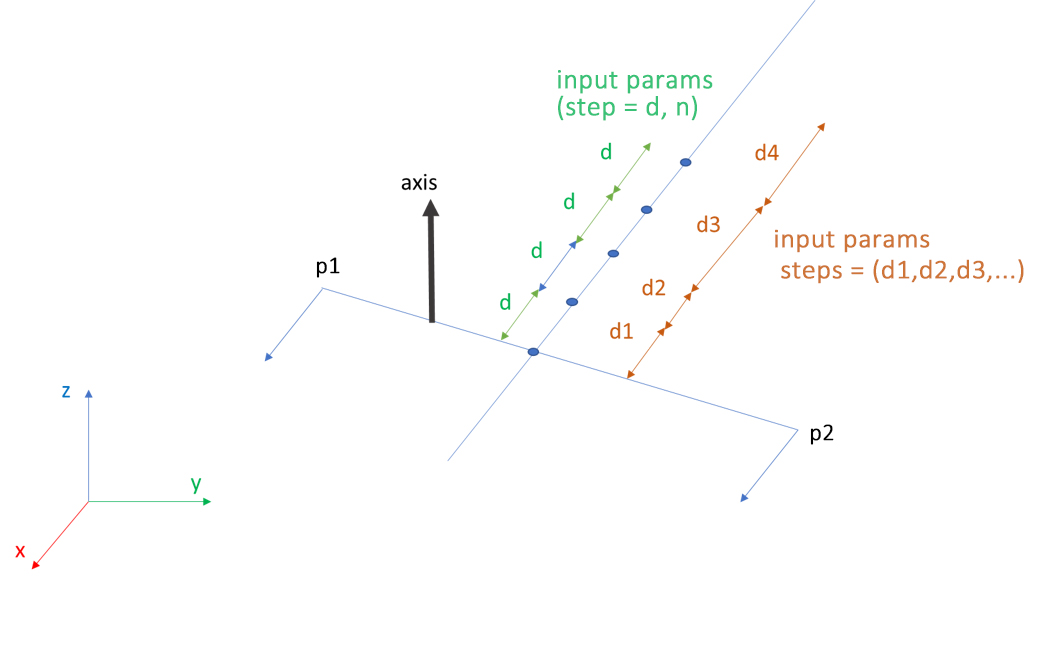 input params
(step = d, n)
d
d4
axis
d
d3
input params
d
p1
steps = (d1,d2,d3,...)
d2
d
d1
z
p2
y
x